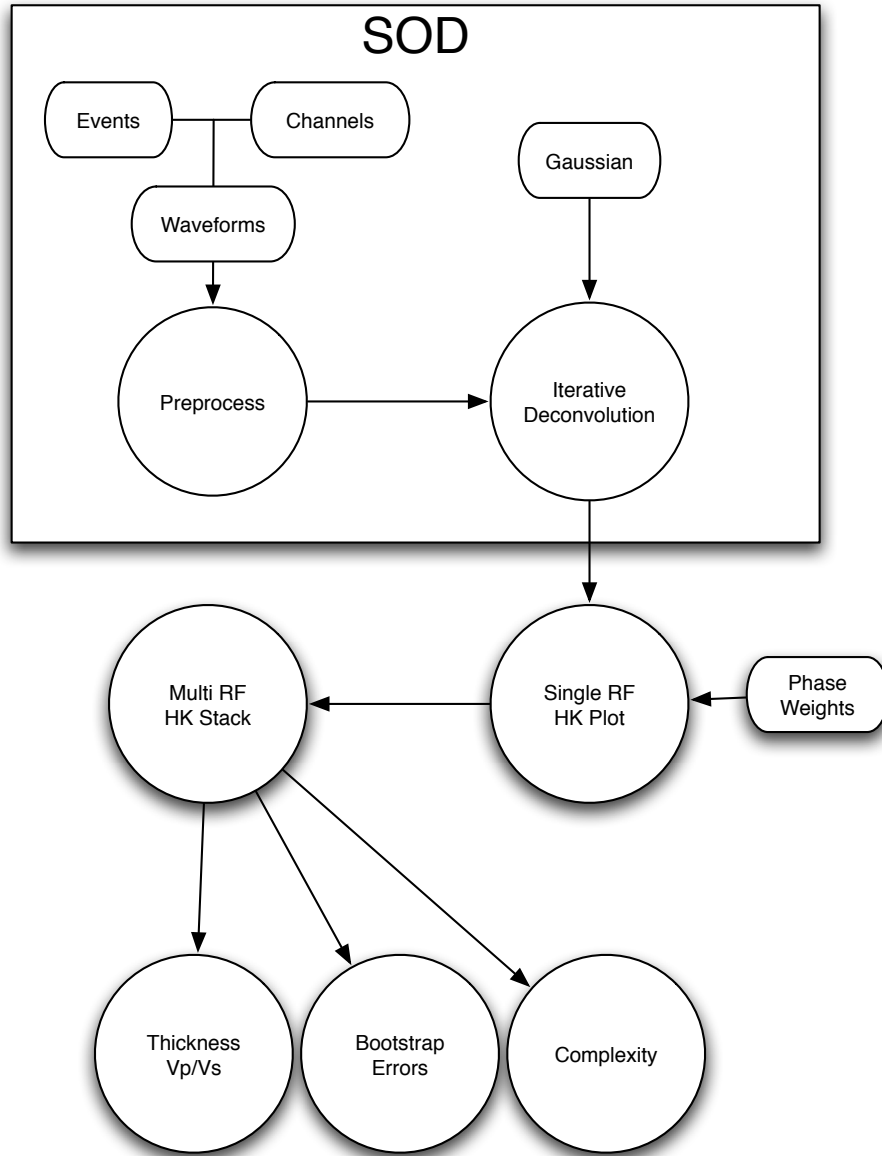 SOD
Events
Channels
Gaussian
Waveforms
Preprocess
Iterative
Deconvolution
Multi RF
HK Stack
Single RF
HK Plot
Phase
Weights
Thickness
Vp/Vs
Bootstrap
Errors
Complexity